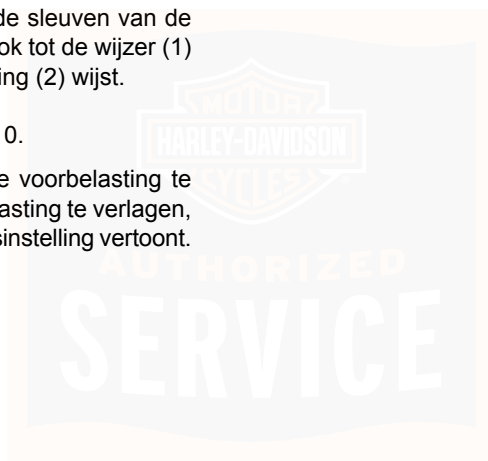 de sleuven van de
ok tot de wijzer (1)
ing (2) wijst.
0.
e voorbelasting te
asting te verlagen,
sinstelling vertoont.
MOTOR
HARLEY-DAVIDSON
CYCLES
AUTHORIZED
SERVICE